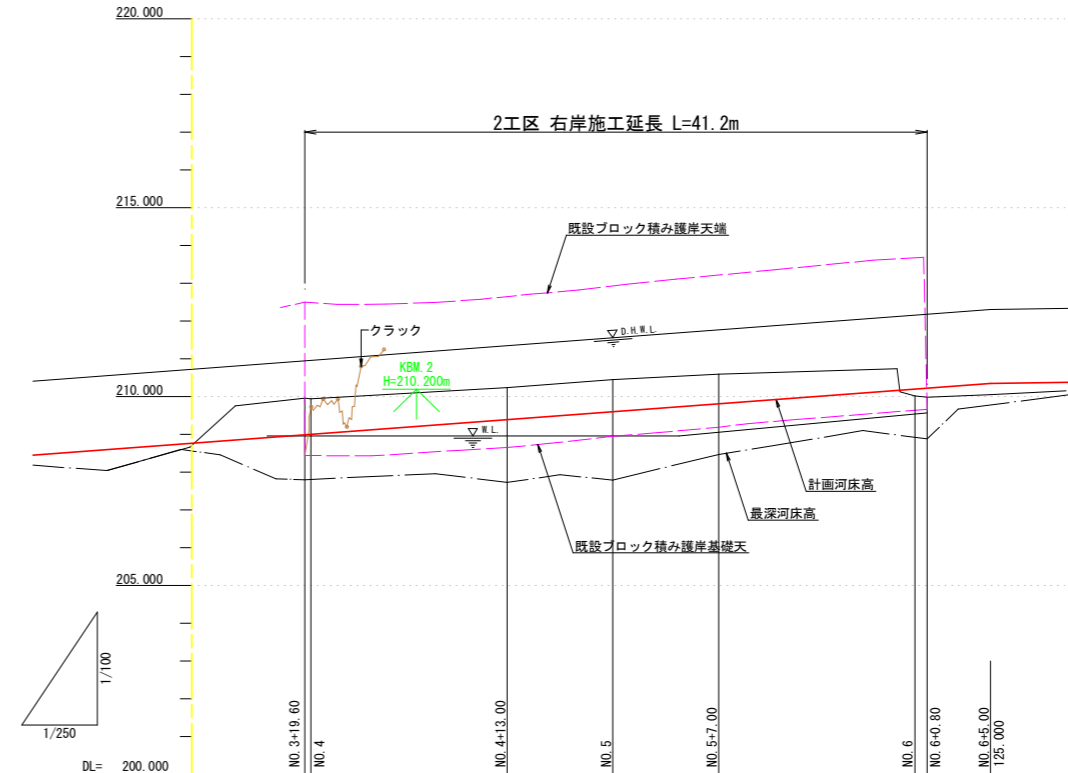 220.000
2工区 右岸施工延長 L=41.2m
215.000
既設ブロック積み護岸天端
クラック
D.H.W.L
KBM.2
H=210.200m
210.000
W.L.
計画河床高
最深河床高
既設ブロック積み護岸基礎天
205.000
1/100
1/250
NO.3+19.60
NO.4
NO.4+13.00
NO.5
NO.5+7.00
NO.6
NO.6+0.80
NO.6+5.00
125.000
DL= 200.000